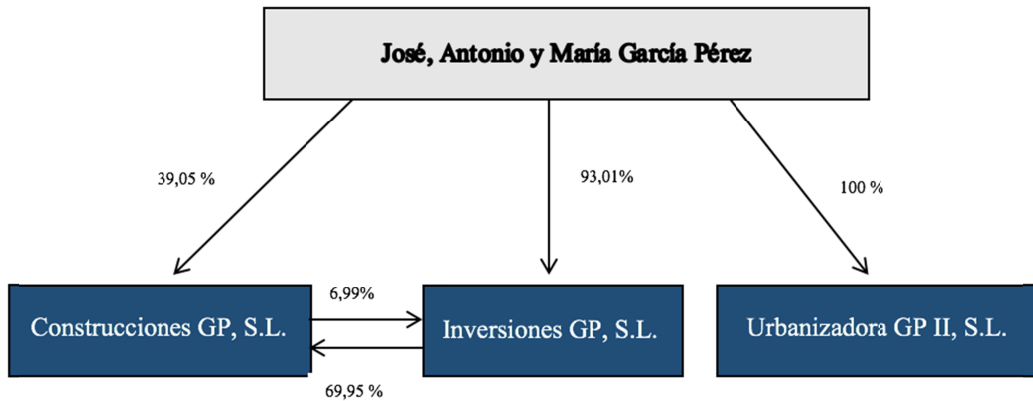 José, Antonio y María García Pérez
39,05 %
93,01%
100 %
6,99%
Construcciones GP, S.L.
Inversiones GP, S.L.
Urbanizadora GP II, S.L.
69,95 %